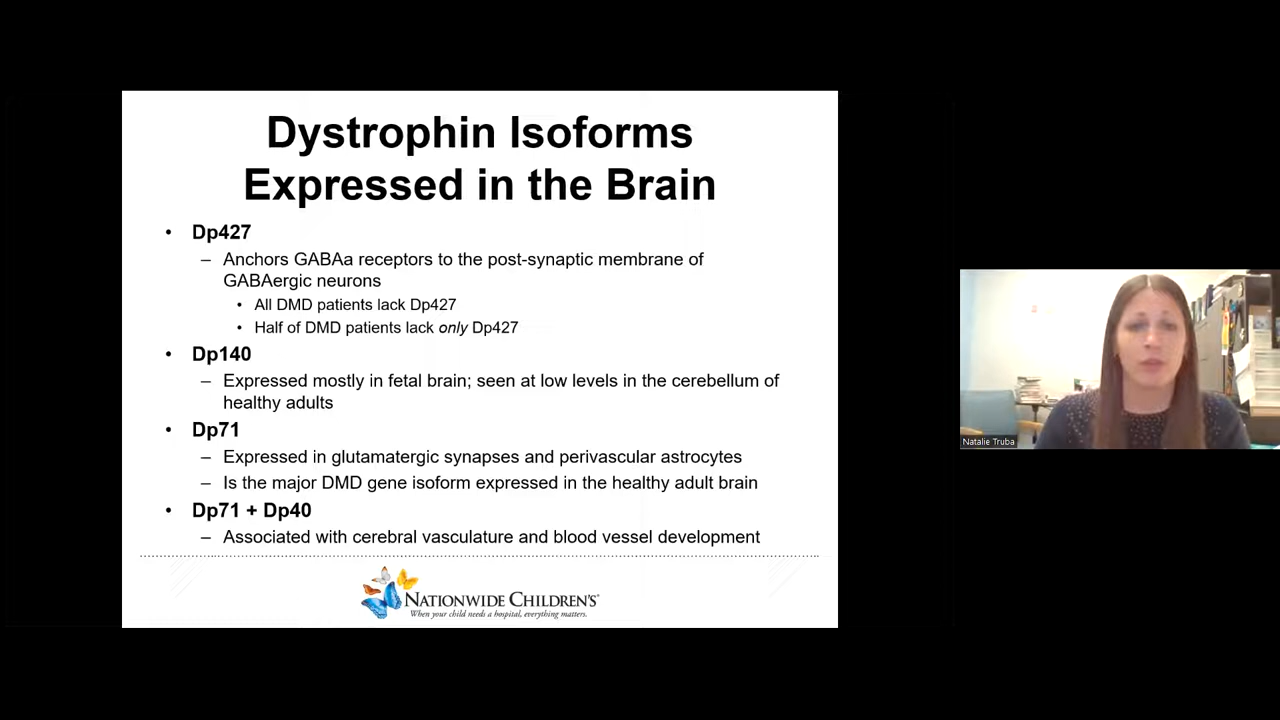 Dystrophin Isoforms
Expressed in the Brain
• Dp427
– Anchors GABAa receptors to the post-synaptic membrane of
GABAergic neurons
• All DMD patients lack Dp427
• Half of DMD patients lack only Dp427
• Dp140
– Expressed mostly in fetal brain; seen at low levels in the cerebellum of
healthy adults
• Dp71
– Expressed in glutamatergic synapses and perivascular astrocytes
– Is the major DMD gene isoform expressed in the healthy adult brain
• Dp71 + Dp40
– Associated with cerebral vasculature and blood vessel development
NATIONWIDE CHILDREN'S
When your child needs a hospital, everything matters.
Natalie Truba